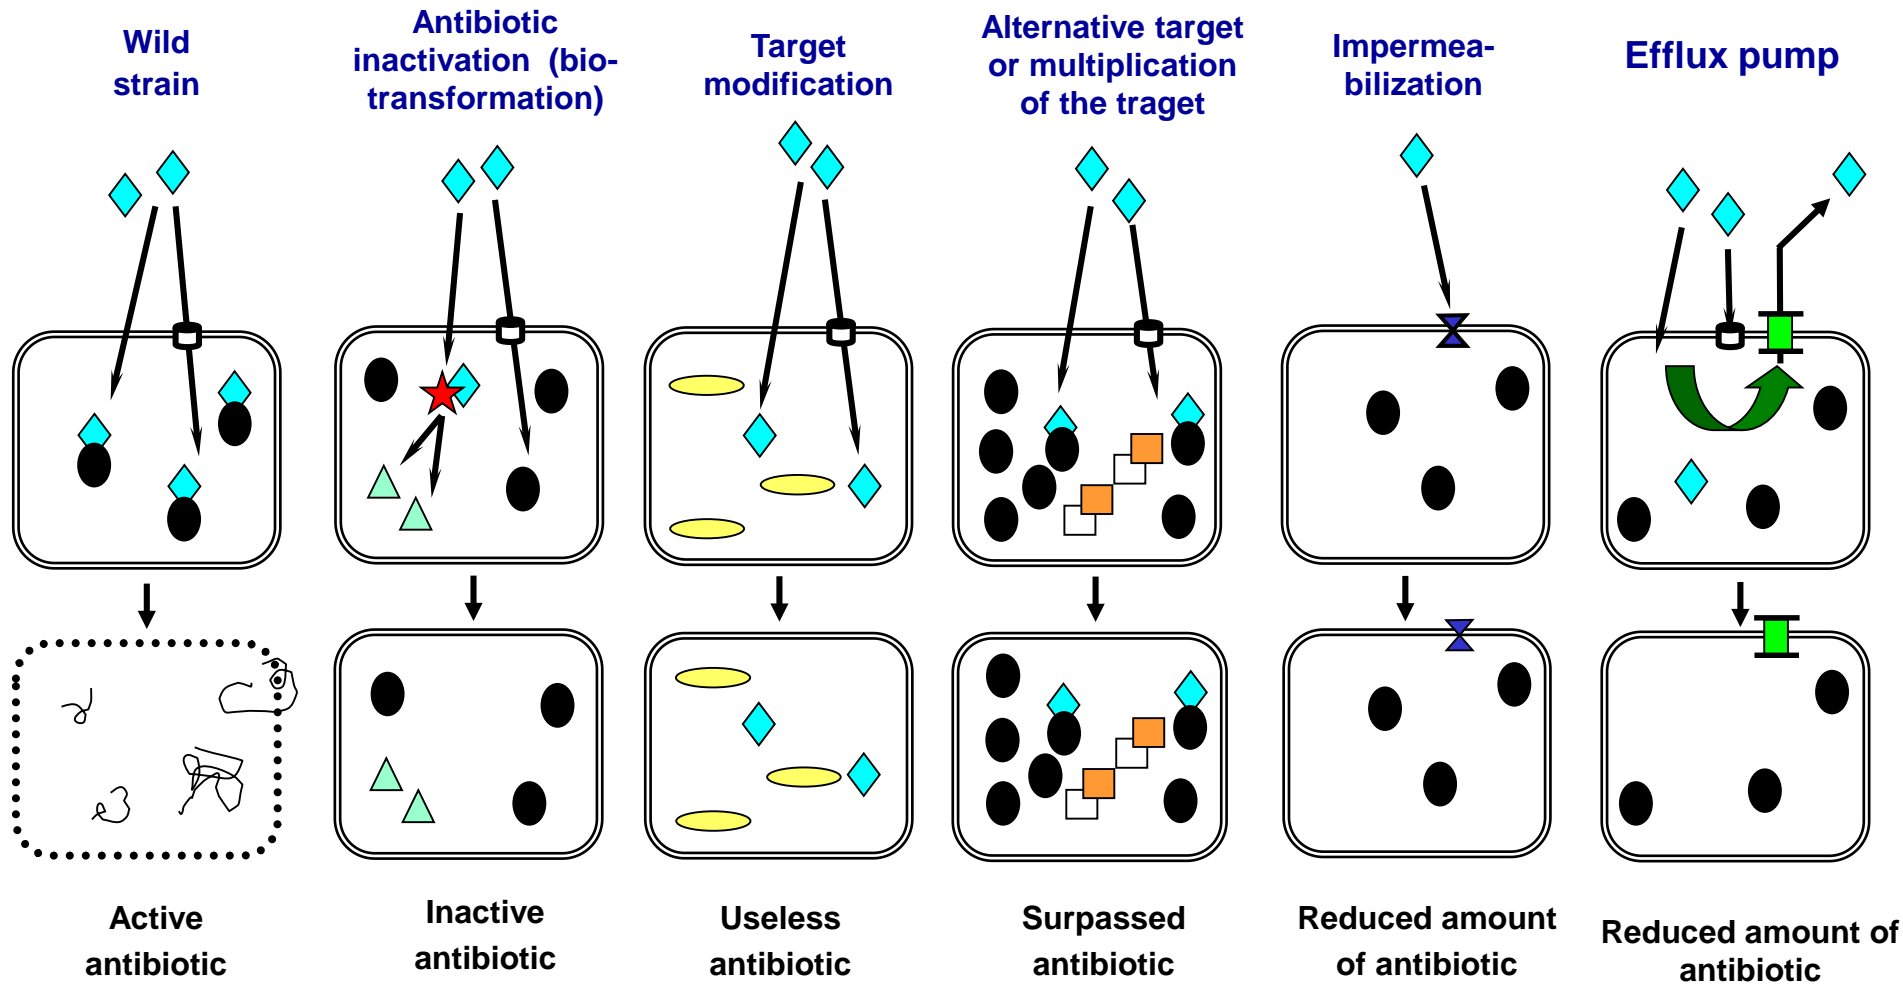 Wild
strain
Antibiotic
inactivation (bio-
transformation)
Target
modification
Alternative target
or multiplication
of the traget
Impermea-
bilization
Efflux pump
Active
antibiotic
Inactive
antibiotic
Useless
antibiotic
Surpassed
antibiotic
Reduced amount
of antibiotic
Reduced amount of
antibiotic